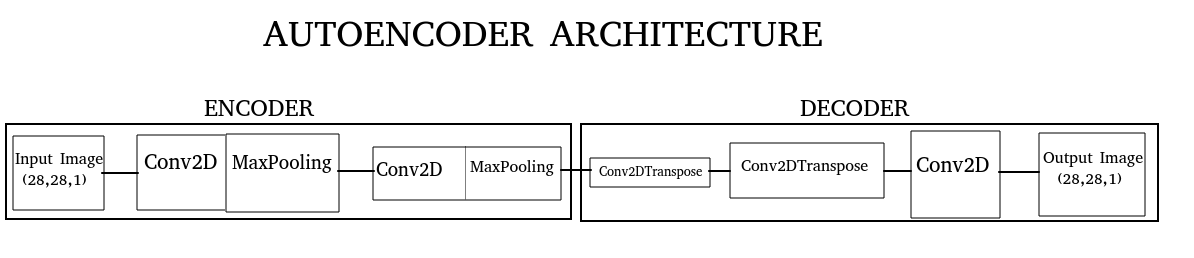 AUTOENCODER ARCHITECTURE
ENCODER
DECODER
Input Image
(28,28,1)
Conv2D
MaxPooling
Conv2D
MaxPooling
Conv2DTranspose
Conv2DTranspose
Conv2D
Output Image
(28,28,1)